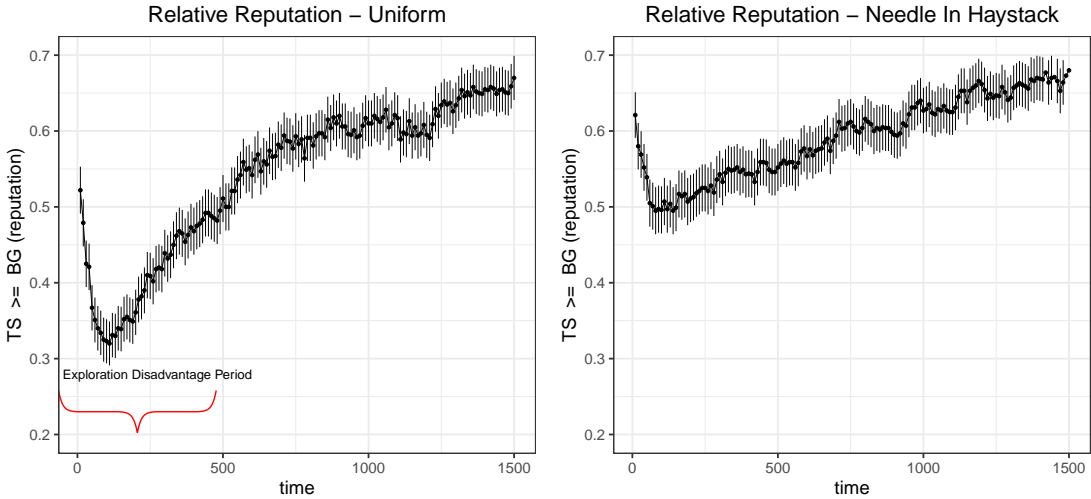 Relative Reputation – Uniform
TS >= BG (reputation)
0.7
0.6
0.5
0.4
0.3
0.2
Exploration Disadvantage Period
0
500
1000
1500
time
Relative Reputation – Needle In Haystack
TS >= BG (reputation)
0.7
0.6
0.5
0.4
0.3
0.2
0
500
1000
1500
time